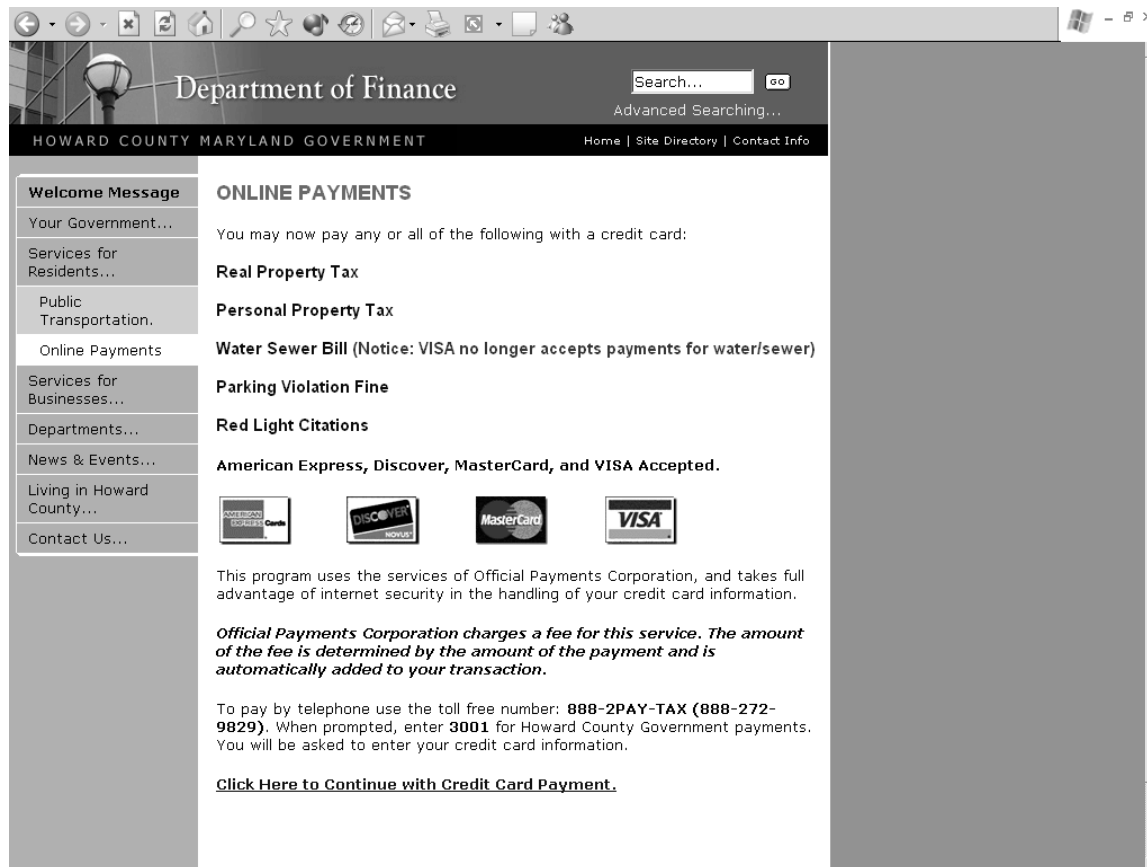 Department of Finance
Search...
GO
Advanced Searching...
HOWARD COUNTY MARYLAND GOVERNMENT
Home | Site Directory | Contact Info
Welcome Message
Your Government...
Services for
Residents...
Public
Transportation.
Online Payments
Services for
Businesses...
Departments...
News & Events...
Living in Howard
County...
Contact Us...
ONLINE PAYMENTS
You may now pay any or all of the following with a credit card:
Real Property Tax
Personal Property Tax
Water Sewer Bill (Notice: VISA no longer accepts payments for water/sewer)
Parking Violation Fine
Red Light Citations
American Express, Discover, MasterCard, and VISA Accepted.
AMERICAN
EXPRESS Cards
DISCOVER
NOVUS
MasterCard
VISA
This program uses the services of Official Payments Corporation, and takes full
advantage of internet security in the handling of your credit card information.
Official Payments Corporation charges a fee for this service. The amount
of the fee is determined by the amount of the payment and is
automatically added to your transaction.
To pay by telephone use the toll free number: 888-2PAY-TAX (888-272-
9829). When prompted, enter 3001 for Howard County Government payments.
You will be asked to enter your credit card information.
Click Here to Continue with Credit Card Payment.